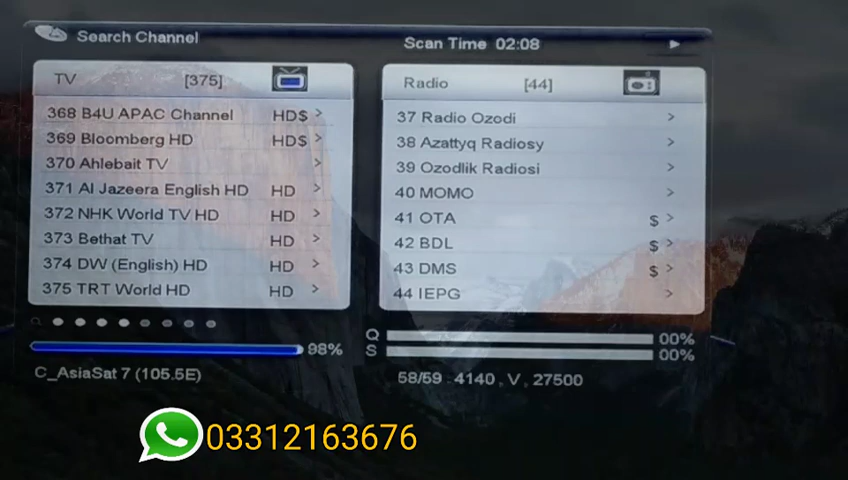 Search Channel
Scan Time 02:08
TV [375]
368 B4U APAC Channel HD$ >
369 Bloomberg HD HD$ >
370 Ahlebait TV >
371 Al Jazeera English HD HD >
372 NHK World TV HD HD >
373 Bethat TV HD >
374 DW (English) HD HD >
375 TRT World HD HD >
Radio [44]
37 Radio Ozodi >
38 Azattyq Radiosy >
39 Ozodlik Radiosi >
40 MOMO >
41 OTA $ >
42 BDL $ >
43 DMS $ >
44 IEPG >
98%
Q 00%
S 00%
C_AsiaSat 7 (105.5E)
58/59 4140 , V , 27500
03312163676